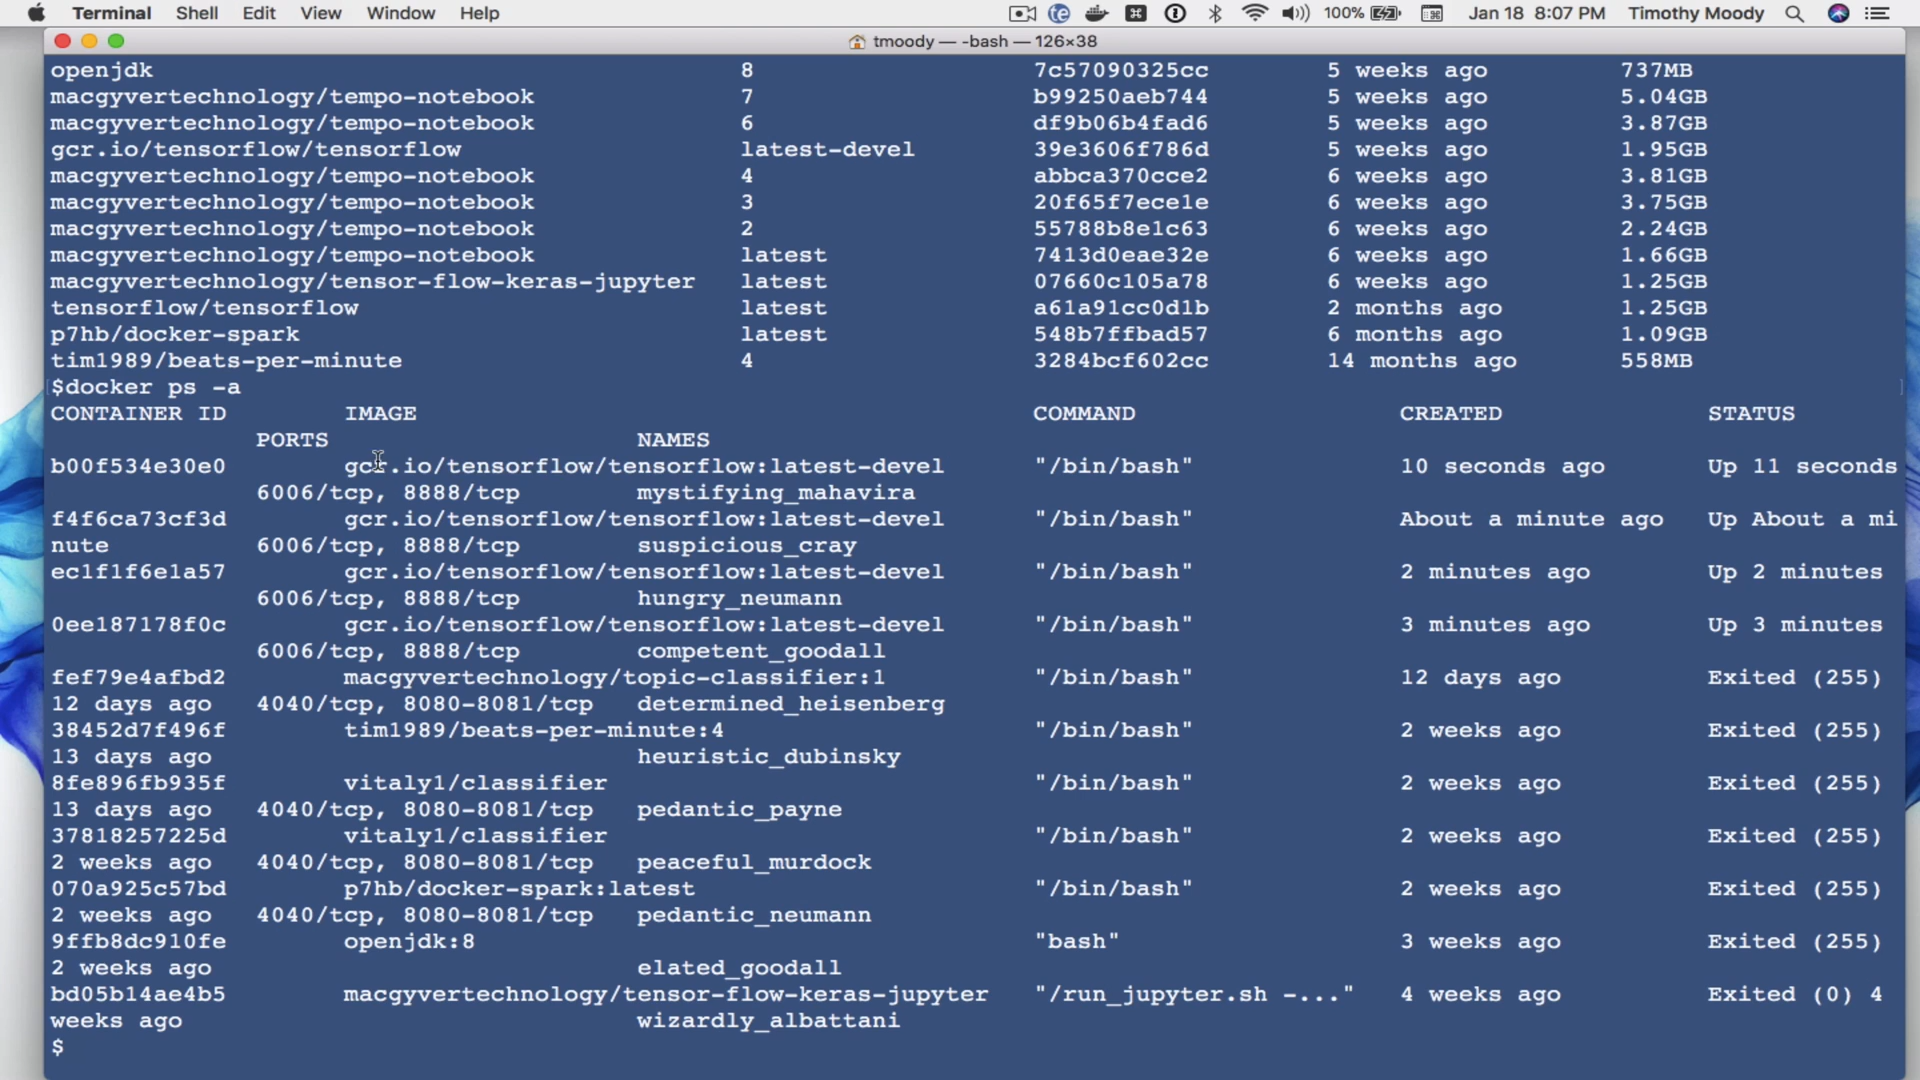 Terminal Shell Edit View Window Help 100% Jan 18 8:07 PM Timothy Moody
tmoody — -bash — 126×38
openjdk 8 7c57090325cc 5 weeks ago 737MB
macgyvertechnology/tempo-notebook 7 b99250aeb744 5 weeks ago 5.04GB
macgyvertechnology/tempo-notebook 6 df9b06b4fad6 5 weeks ago 3.87GB
gcr.io/tensorflow/tensorflow latest-devel 39e3606f786d 5 weeks ago 1.95GB
macgyvertechnology/tempo-notebook 4 abbca370cce2 6 weeks ago 3.81GB
macgyvertechnology/tempo-notebook 3 20f65f7ece1e 6 weeks ago 3.75GB
macgyvertechnology/tempo-notebook 2 55788b8e1c63 6 weeks ago 2.24GB
macgyvertechnology/tempo-notebook latest 7413d0eae32e 6 weeks ago 1.66GB
macgyvertechnology/tensor-flow-keras-jupyter latest 07660c105a78 6 weeks ago 1.25GB
tensorflow/tensorflow latest a61a91cc0d1b 2 months ago 1.25GB
p7hb/docker-spark latest 548b7ffbad57 6 months ago 1.09GB
tim1989/beats-per-minute 4 3284bcf602cc 14 months ago 558MB
$docker ps -a
CONTAINER ID IMAGE COMMAND CREATED STATUS
PORTS NAMES
b00f534e30e0 gcr.io/tensorflow/tensorflow:latest-devel "/bin/bash" 10 seconds ago Up 11 seconds
6006/tcp, 8888/tcp mystifying_mahavira
f4f6ca73cf3d gcr.io/tensorflow/tensorflow:latest-devel "/bin/bash" About a minute ago Up About a mi
nute 6006/tcp, 8888/tcp suspicious_cray
ec1f1f6e1a57 gcr.io/tensorflow/tensorflow:latest-devel "/bin/bash" 2 minutes ago Up 2 minutes
6006/tcp, 8888/tcp hungry_neumann
0ee187178f0c gcr.io/tensorflow/tensorflow:latest-devel "/bin/bash" 3 minutes ago Up 3 minutes
6006/tcp, 8888/tcp competent_goodall
fef79e4afbd2 macgyvertechnology/topic-classifier:1 "/bin/bash" 12 days ago Exited (255)
12 days ago 4040/tcp, 8080-8081/tcp determined_heisenberg
38452d7f496f tim1989/beats-per-minute:4 "/bin/bash" 2 weeks ago Exited (255)
13 days ago heuristic_dubinsky
8fe896fb935f vitaly1/classifier "/bin/bash" 2 weeks ago Exited (255)
13 days ago 4040/tcp, 8080-8081/tcp pedantic_payne
37818257225d vitaly1/classifier "/bin/bash" 2 weeks ago Exited (255)
2 weeks ago 4040/tcp, 8080-8081/tcp peaceful_murdock
070a925c57bd p7hb/docker-spark:latest "/bin/bash" 2 weeks ago Exited (255)
2 weeks ago 4040/tcp, 8080-8081/tcp pedantic_neumann
9ffb8dc910fe openjdk:8 "bash" 3 weeks ago Exited (255)
2 weeks ago elated_goodall
bd05b14ae4b5 macgyvertechnology/tensor-flow-keras-jupyter "/run_jupyter.sh -..." 4 weeks ago Exited (0) 4
weeks ago wizardly_albattani
$